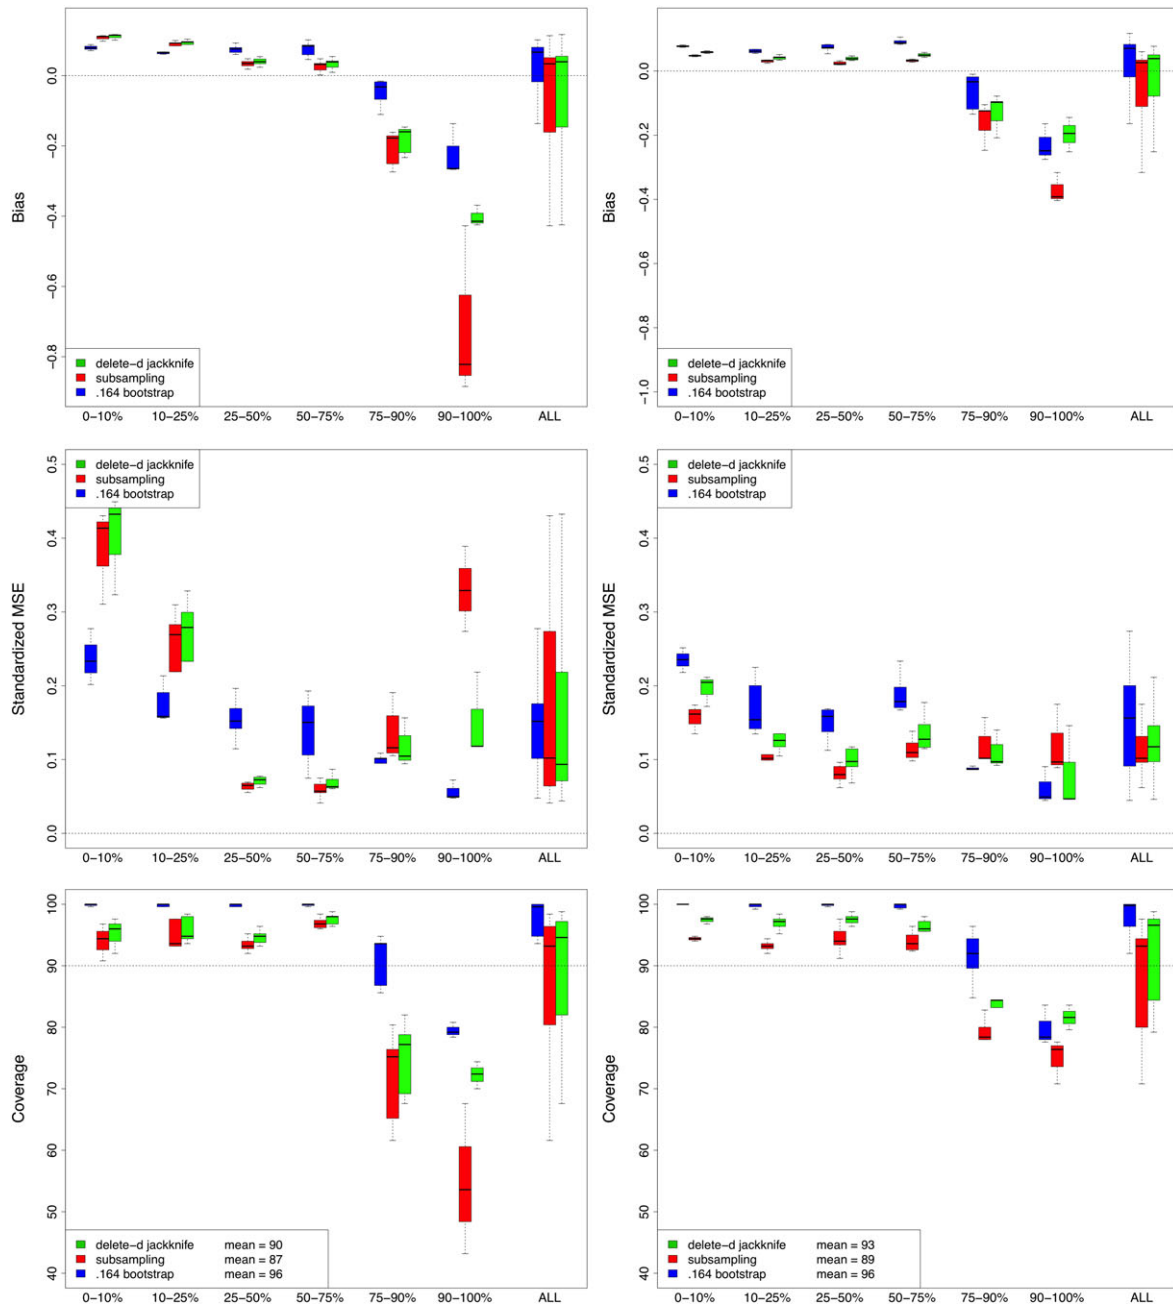 Bias
0.0
−0.2
−0.4
−0.6
−0.8
delete−d jackknife
subsampling
.164 bootstrap
0−10% 10−25% 25−50% 50−75% 75−90% 90−100% ALL
Bias
0.0
−0.2
−0.4
−0.6
−0.8
−1.0
delete−d jackknife
subsampling
.164 bootstrap
0−10% 10−25% 25−50% 50−75% 75−90% 90−100% ALL
Standardized MSE
0.5
0.4
0.3
0.2
0.1
0.0
delete−d jackknife
subsampling
.164 bootstrap
0−10% 10−25% 25−50% 50−75% 75−90% 90−100% ALL
Standardized MSE
0.5
0.4
0.3
0.2
0.1
0.0
delete−d jackknife
subsampling
.164 bootstrap
0−10% 10−25% 25−50% 50−75% 75−90% 90−100% ALL
Coverage
100
90
80
70
60
50
40
delete−d jackknife mean = 90
subsampling mean = 87
.164 bootstrap mean = 96
0−10% 10−25% 25−50% 50−75% 75−90% 90−100% ALL
Coverage
100
90
80
70
60
50
40
delete−d jackknife mean = 93
subsampling mean = 89
.164 bootstrap mean = 96
0−10% 10−25% 25−50% 50−75% 75−90% 90−100% ALL